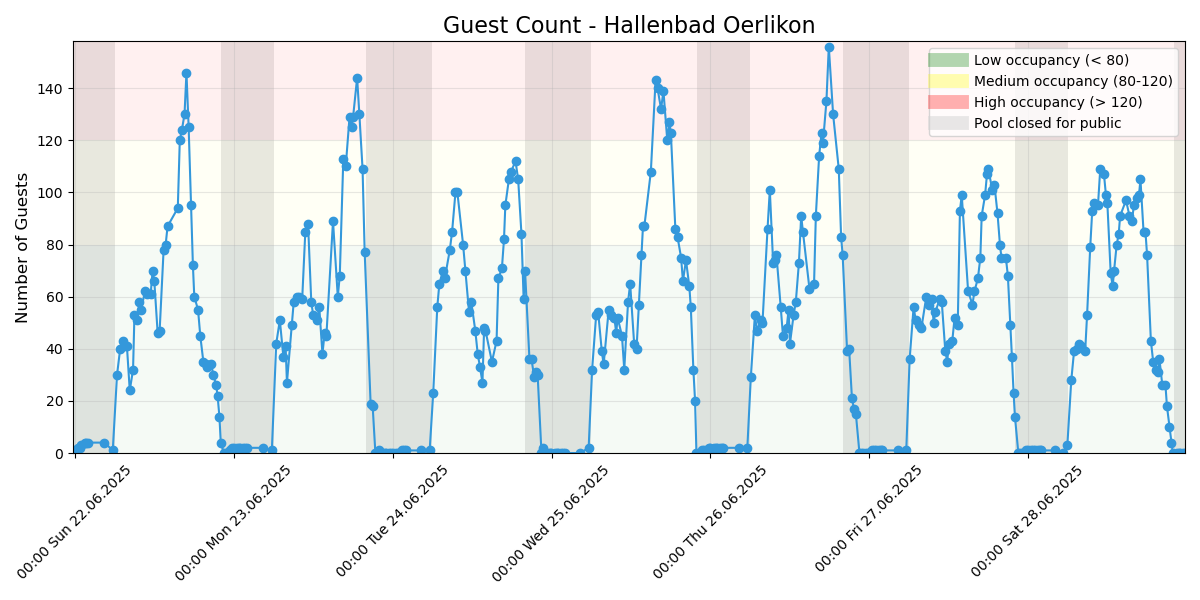 Guest Count - Hallenbad Oerlikon
Low occupancy (< 80)
Medium occupancy (80-120)
High occupancy (> 120)
Pool closed for public
Number of Guests
140
120
100
80
60
40
20
0
00:00 Sun 22.06.2025
00:00 Mon 23.06.2025
00:00 Tue 24.06.2025
00:00 Wed 25.06.2025
00:00 Thu 26.06.2025
00:00 Fri 27.06.2025
00:00 Sat 28.06.2025